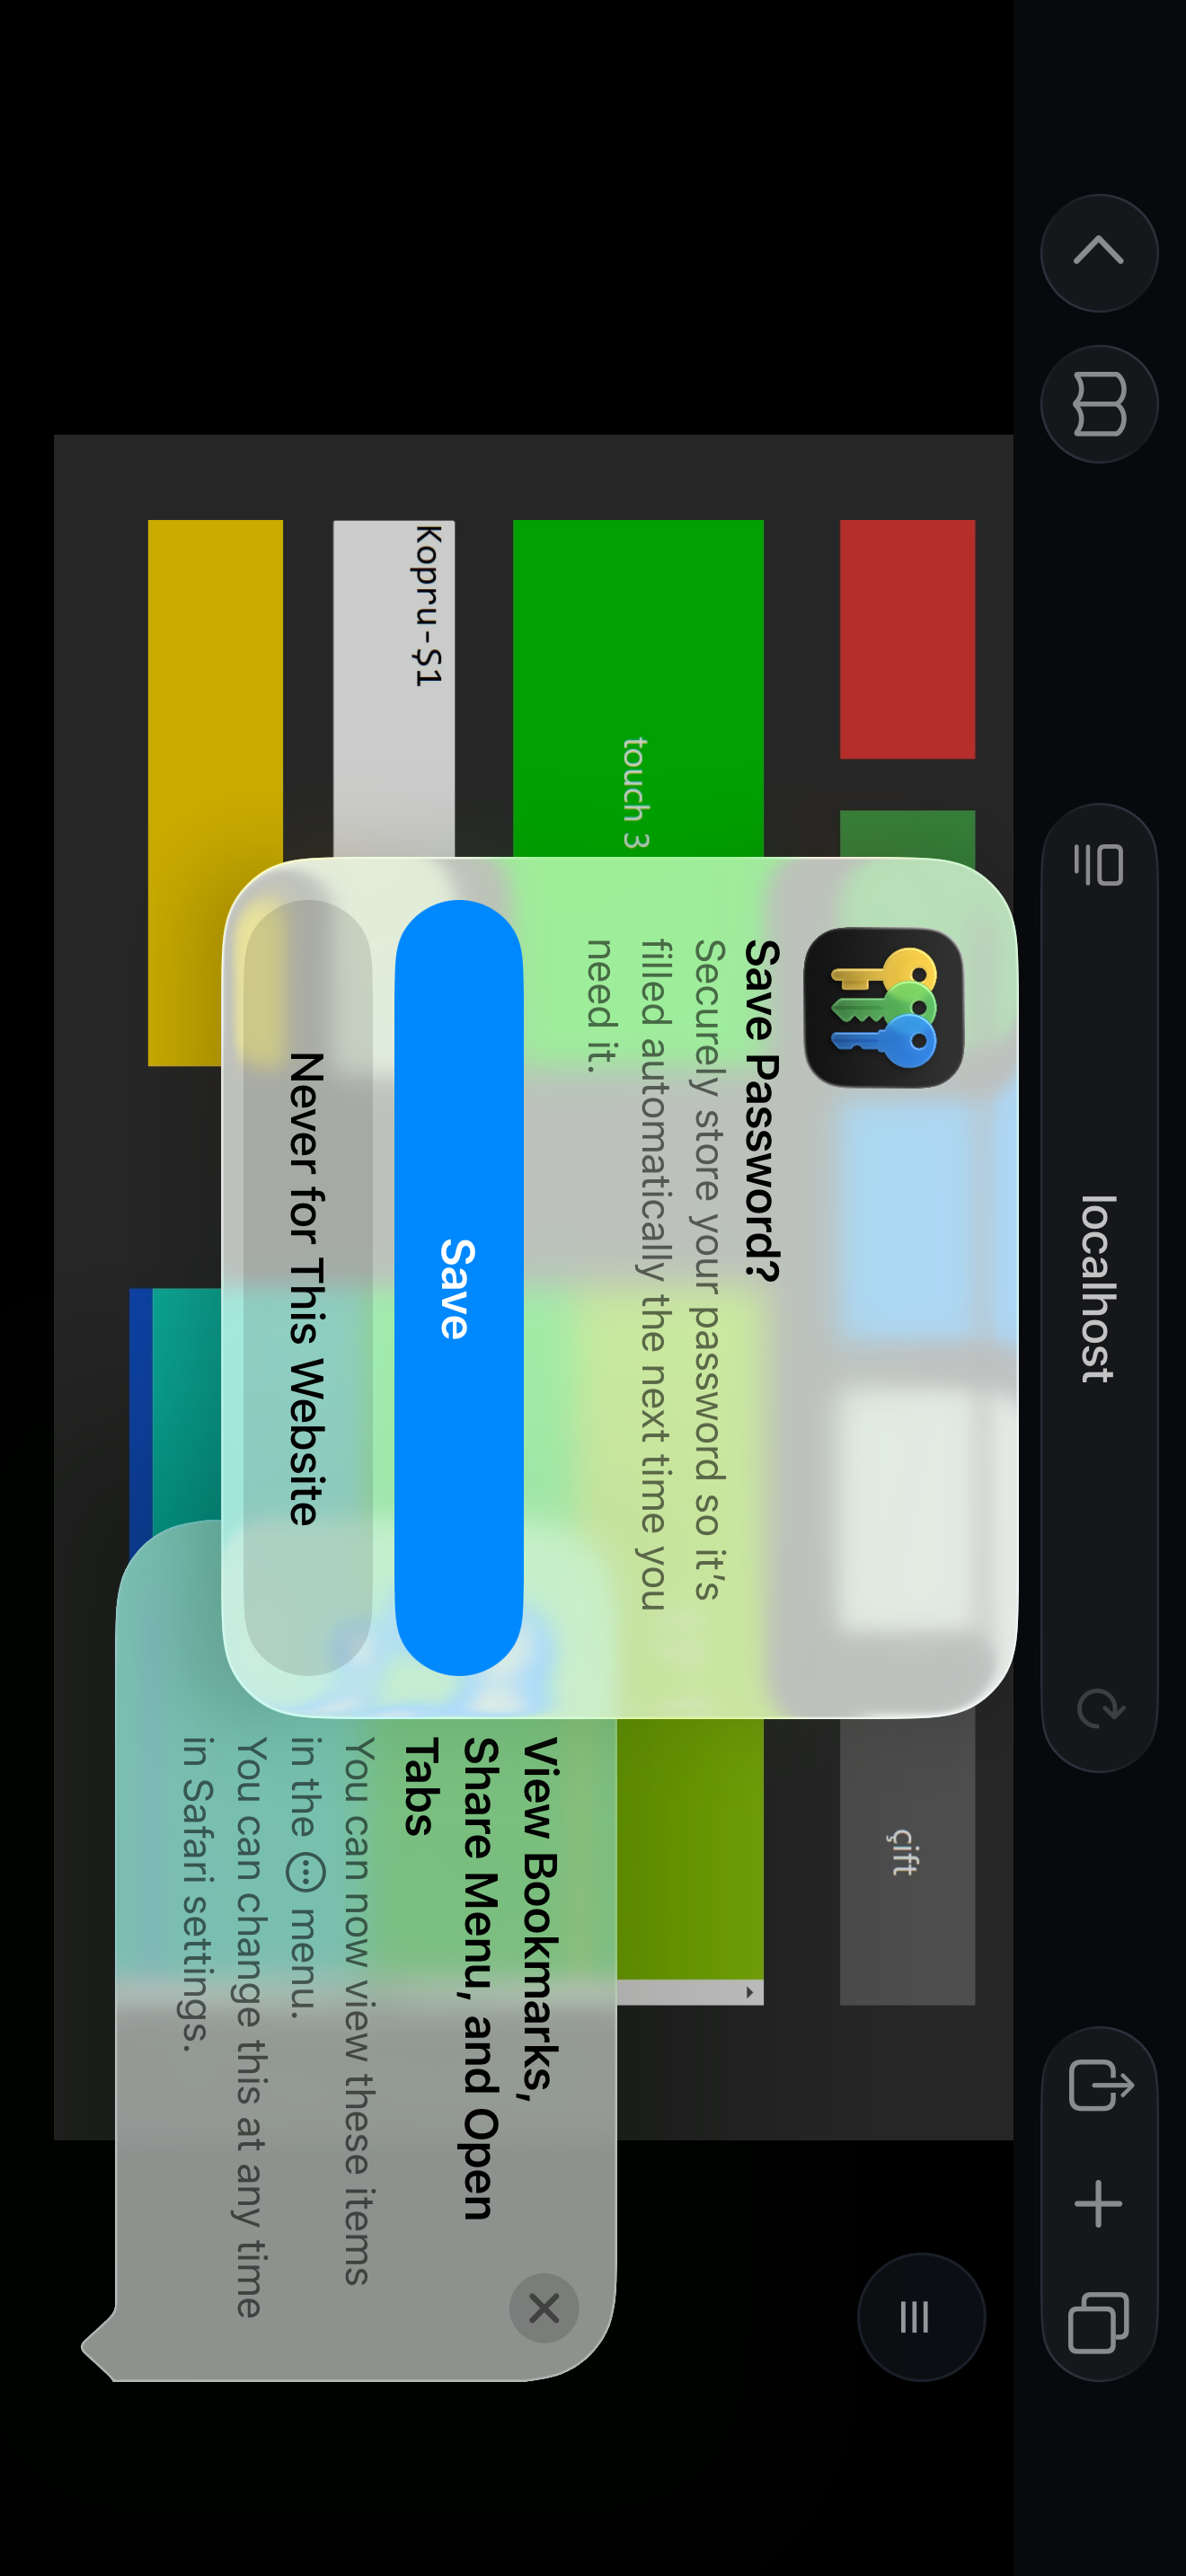 localhost
çift
touch 3
Kopru-Ş1
Save Password?
Securely store your password so it's
filled automatically the next time you
need it.
Save
Never for This Website
View Bookmarks,
Share Menu, and Open
Tabs
You can now view these items
in the menu.
You can change this at any time
in Safari settings.